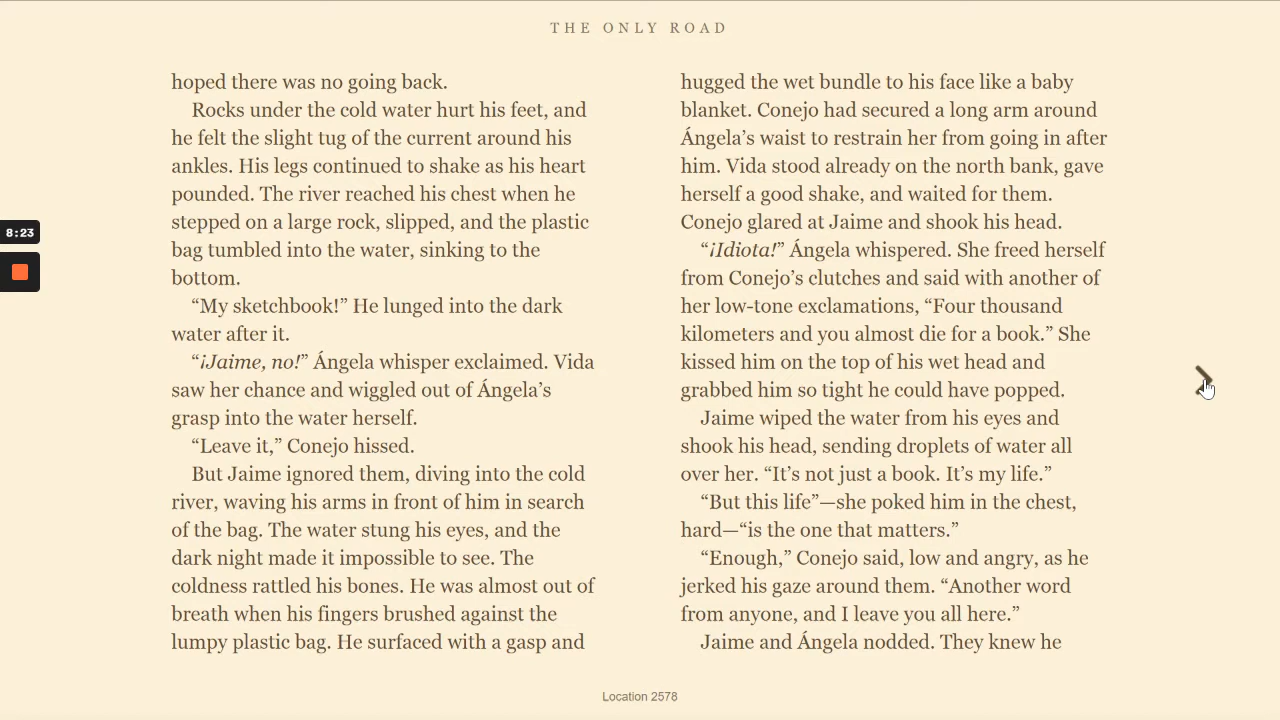 THE ONLY ROAD
hoped there was no going back.
Rocks under the cold water hurt his feet, and
he felt the slight tug of the current around his
ankles. His legs continued to shake as his heart
pounded. The river reached his chest when he
stepped on a large rock, slipped, and the plastic
bag tumbled into the water, sinking to the
bottom.
“My sketchbook!” He lunged into the dark
water after it.
“¡Jaime, no!” Ángela whisper exclaimed. Vida
saw her chance and wiggled out of Ángela’s
grasp into the water herself.
“Leave it,” Conejo hissed.
But Jaime ignored them, diving into the cold
river, waving his arms in front of him in search
of the bag. The water stung his eyes, and the
dark night made it impossible to see. The
coldness rattled his bones. He was almost out of
breath when his fingers brushed against the
lumpy plastic bag. He surfaced with a gasp and
hugged the wet bundle to his face like a baby
blanket. Conejo had secured a long arm around
Ángela’s waist to restrain her from going in after
him. Vida stood already on the north bank, gave
herself a good shake, and waited for them.
Conejo glared at Jaime and shook his head.
“¡Idiota!” Ángela whispered. She freed herself
from Conejo’s clutches and said with another of
her low-tone exclamations, “Four thousand
kilometers and you almost die for a book.” She
kissed him on the top of his wet head and
grabbed him so tight he could have popped.
Jaime wiped the water from his eyes and
shook his head, sending droplets of water all
over her. “It’s not just a book. It’s my life.”
“But this life”—she poked him in the chest,
hard—“is the one that matters.”
“Enough,” Conejo said, low and angry, as he
jerked his gaze around them. “Another word
from anyone, and I leave you all here.”
Jaime and Ángela nodded. They knew he
8:23
Location 2578